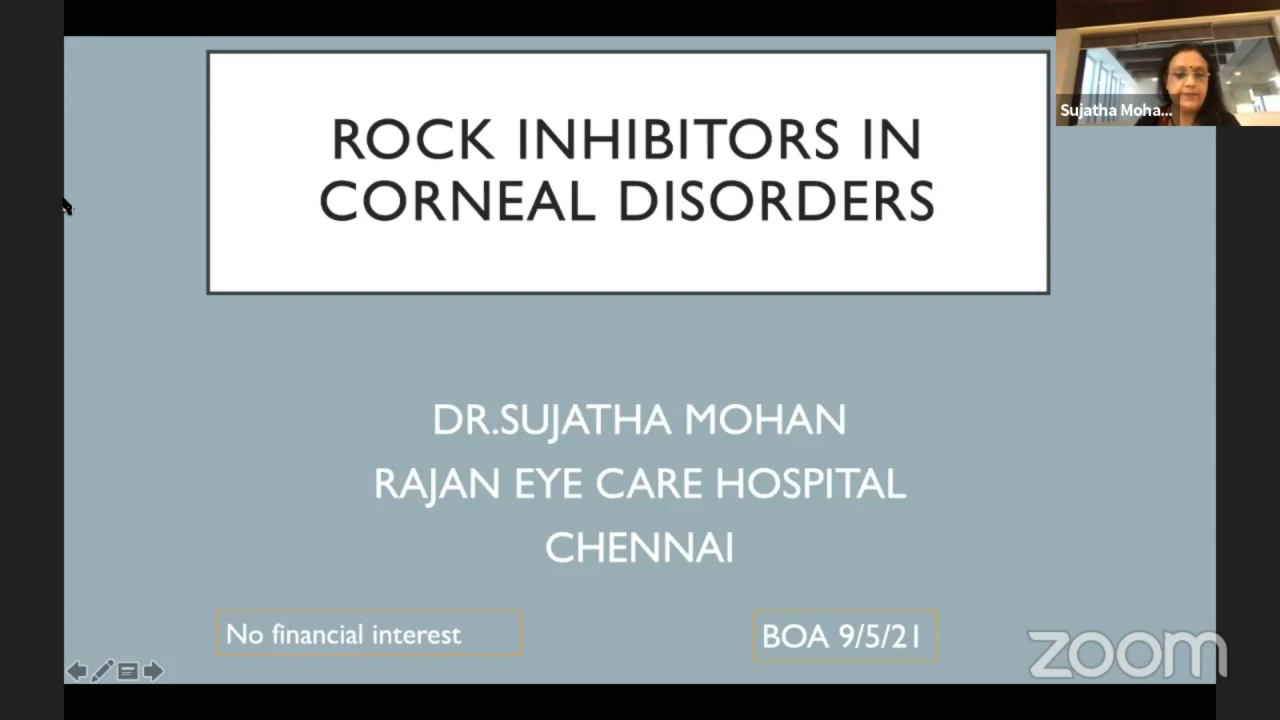 Sujatha Moha...
ROCK INHIBITORS IN
CORNEAL DISORDERS
DR.SUJATHA MOHAN
RAJAN EYE CARE HOSPITAL
CHENNAI
No financial interest
BOA 9/5/21
zoom